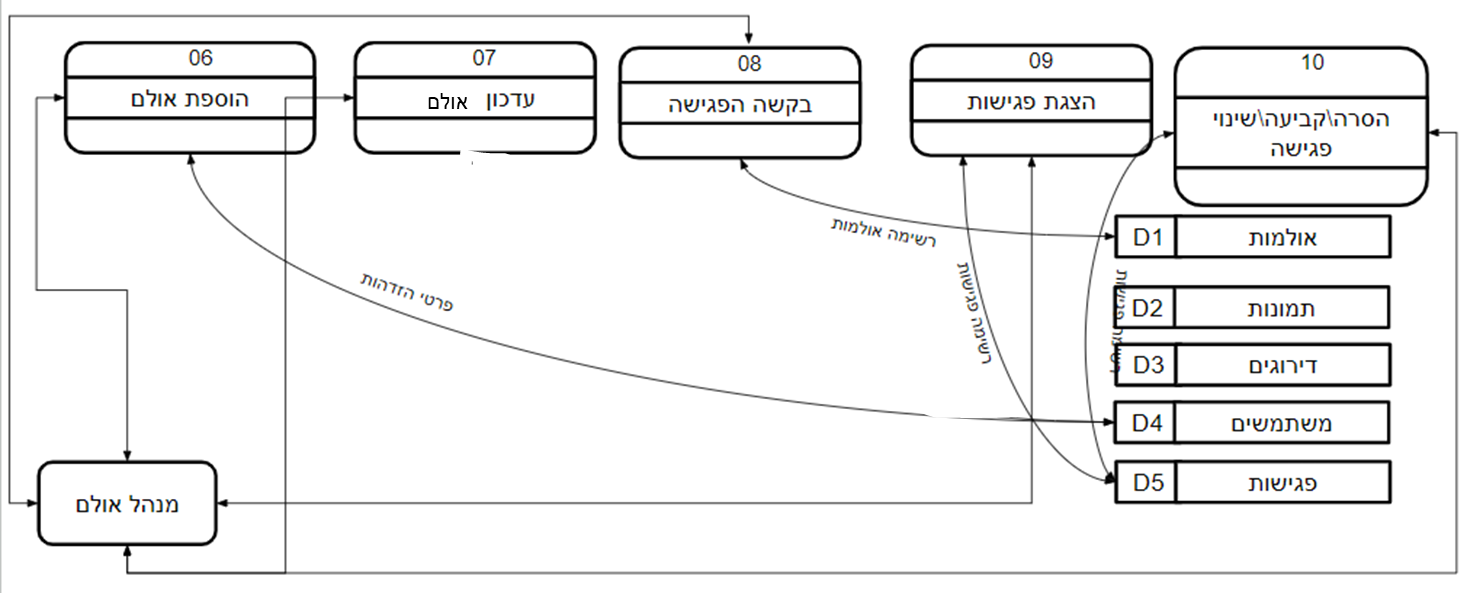 06
הוספת אולם
07
עדכון אולם
08
בקשה הפגישה
09
הצגת פגישות
10
הסרה\קביעה\שינוי
פגישה
רשימה אולמות
פרטי הזדהות
D1 אולמות
D2 תמונות
D3 דירוגים
D4 משתמשים
D5 פגישות
מנהל אולם